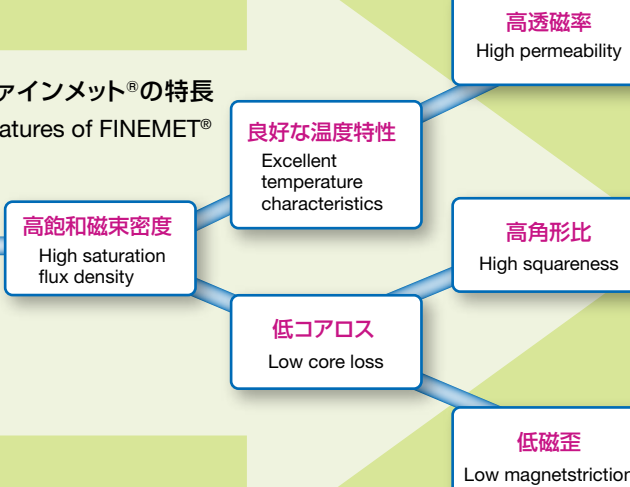 高透磁率
High permeability
ァインメット®の特長
atures of FINEMET®
良好な温度特性
Excellent
temperature
characteristics
高飽和磁束密度
High saturation
flux density
高角形比
High squareness
低コアロス
Low core loss
低磁歪
Low magnetstriction